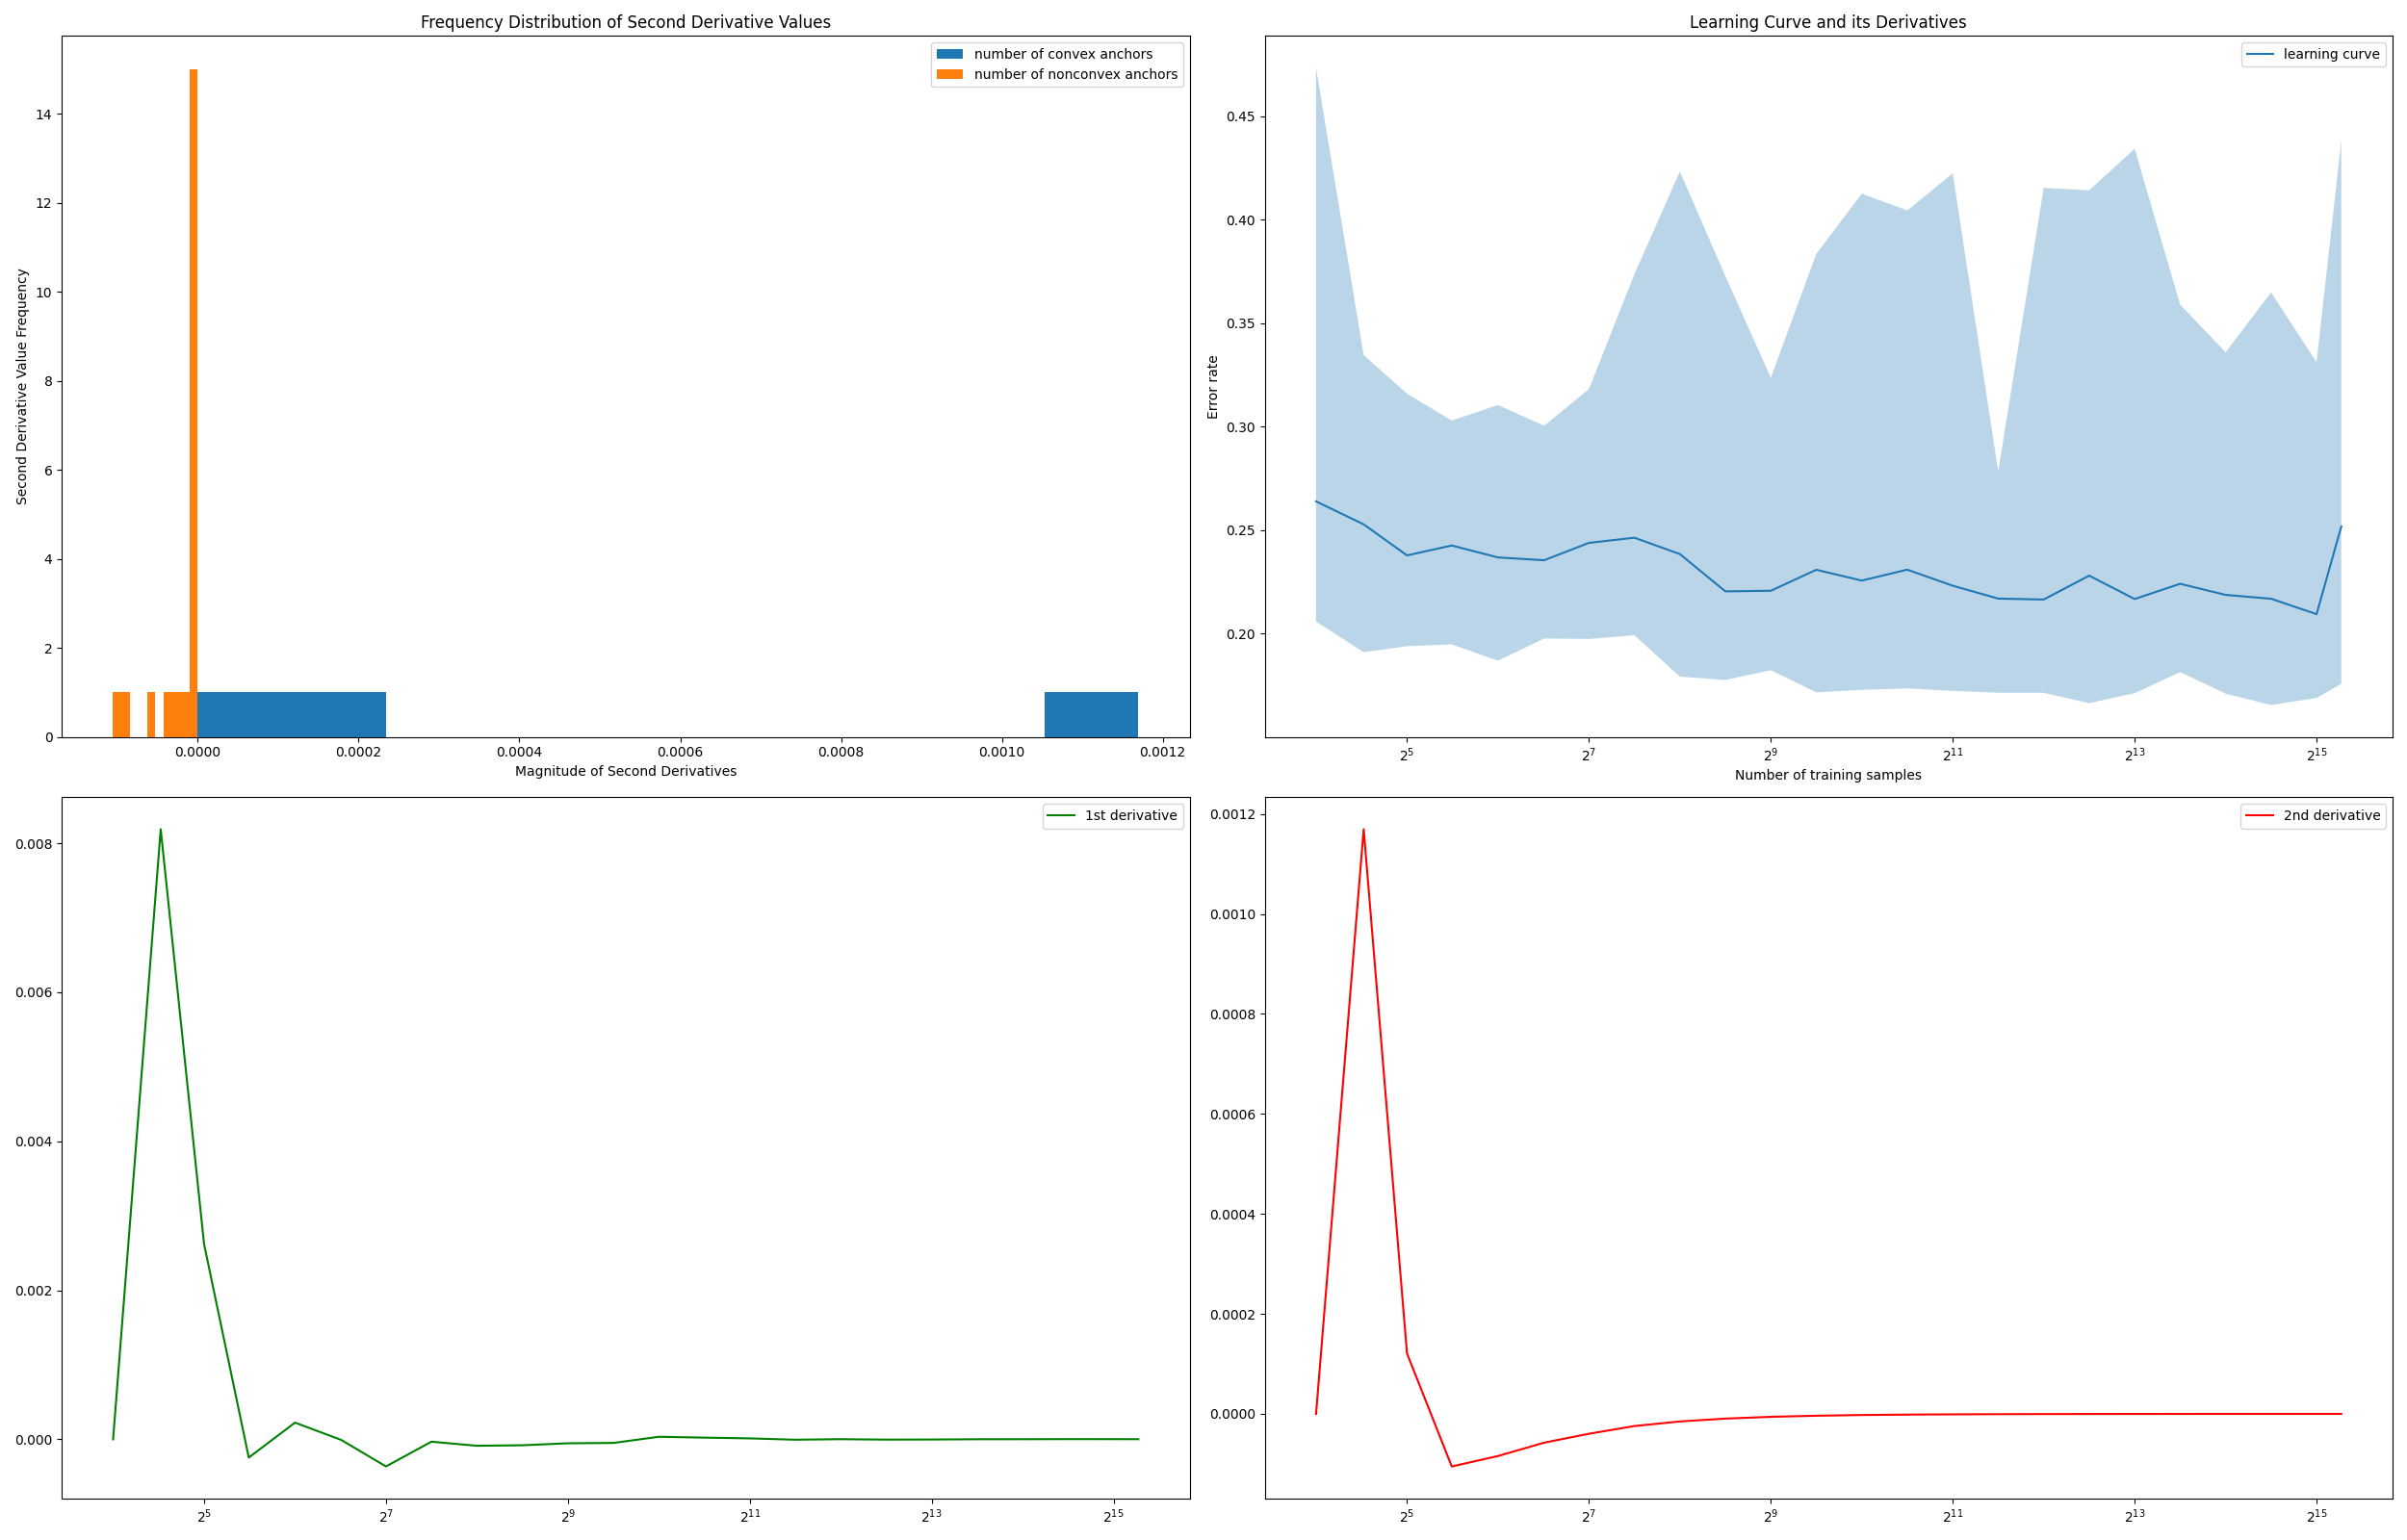 Frequency Distribution of Second Derivative Values
number of convex anchors
number of nonconvex anchors
Second Derivative Value Frequency
14
12
10
8
6
4
2
0
0.0000 0.0002 0.0004 0.0006 0.0008 0.0010 0.0012
Magnitude of Second Derivatives
Learning Curve and its Derivatives
learning curve
Error rate
0.45
0.40
0.35
0.30
0.25
0.20
2^5 2^7 2^9 2^11 2^13 2^15
Number of training samples
1st derivative
0.008
0.006
0.004
0.002
0.000
2^5 2^7 2^9 2^11 2^13 2^15
2nd derivative
0.0012
0.0010
0.0008
0.0006
0.0004
0.0002
0.0000
2^5 2^7 2^9 2^11 2^13 2^15